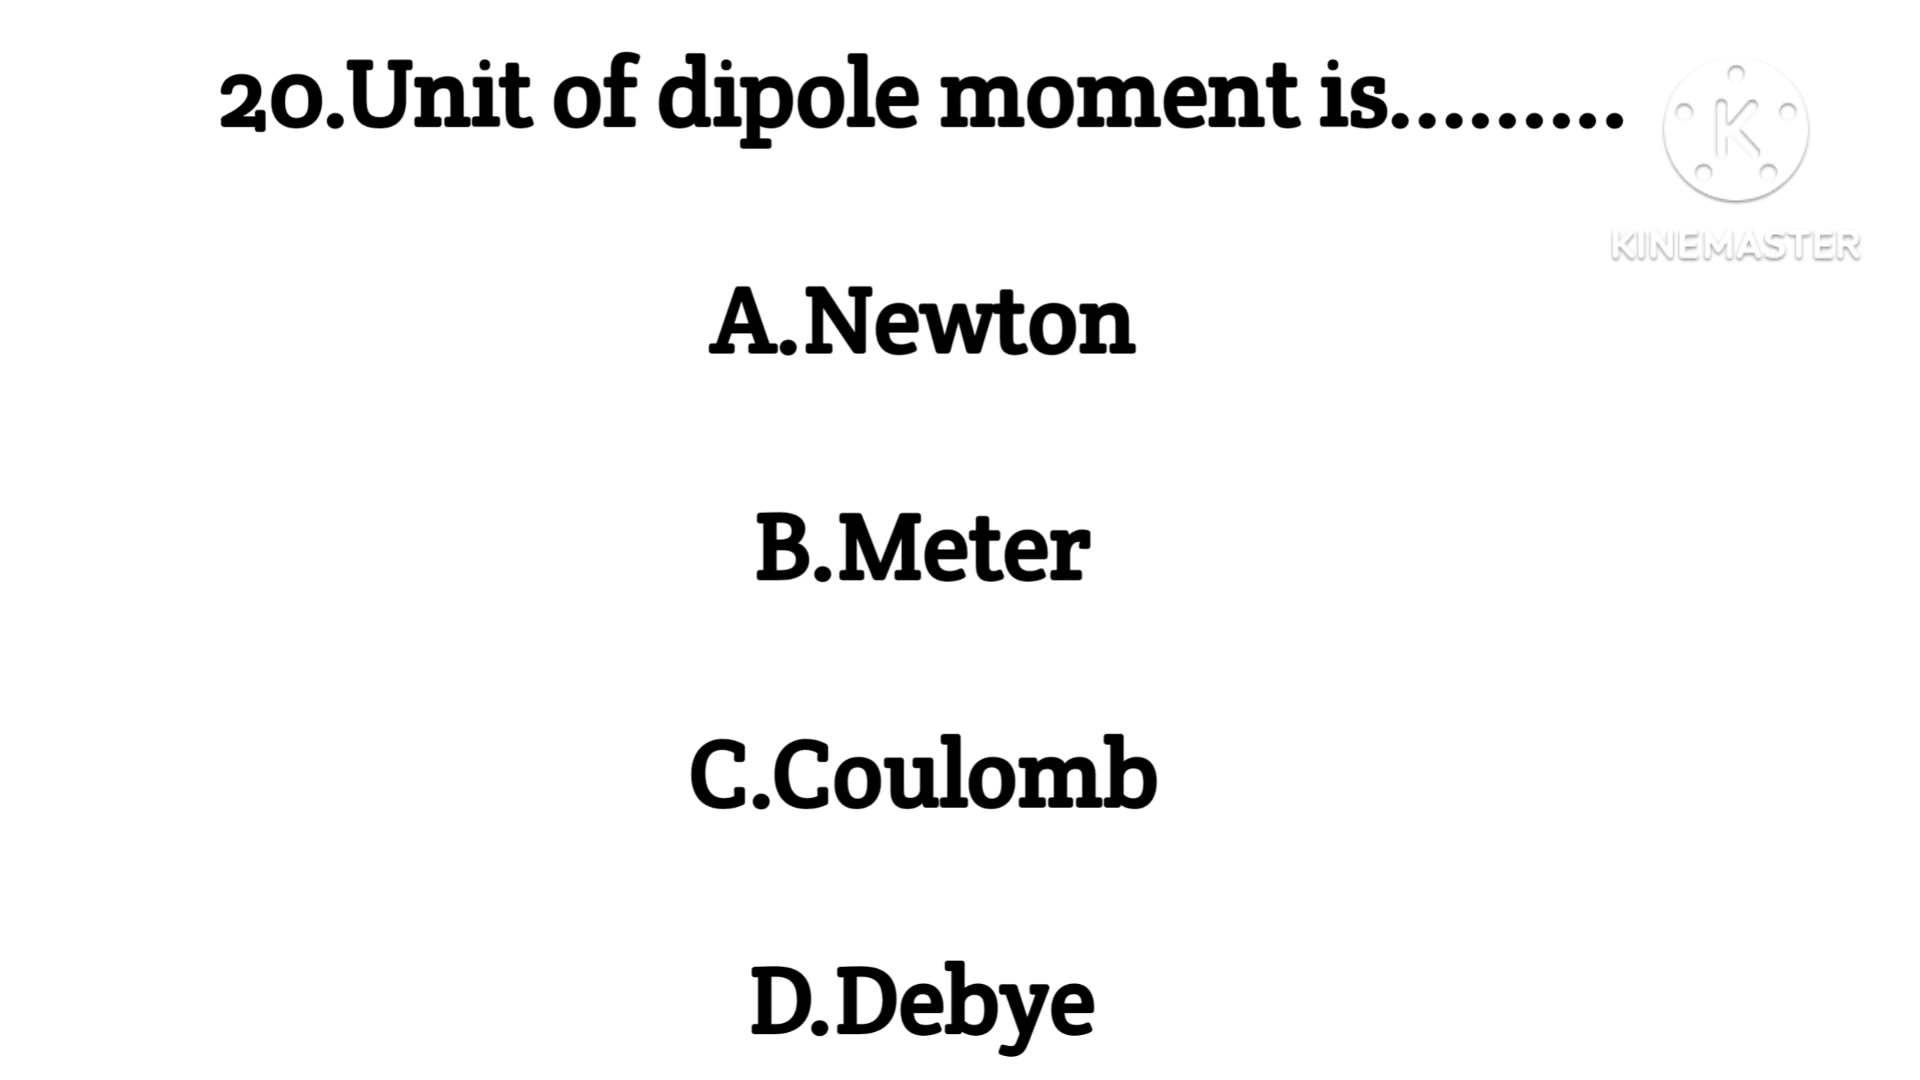 20.Unit of dipole moment is.........
K
KINEMASTER
A.Newton
B.Meter
C.Coulomb
D.Debye